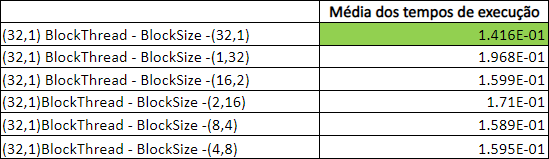 Média dos tempos de execução
(32,1) BlockThread - BlockSize -(32,1) 1.416E-01
(32,1) BlockThread - BlockSize -(1,32) 1.968E-01
(32,1) BlockThread - BlockSize -(16,2) 1.599E-01
(32,1)BlockThread - BlockSize -(2,16) 1.71E-01
(32,1)BlockThread - BlockSize -(8,4) 1.589E-01
(32,1)BlockThread - BlockSize -(4,8) 1.595E-01